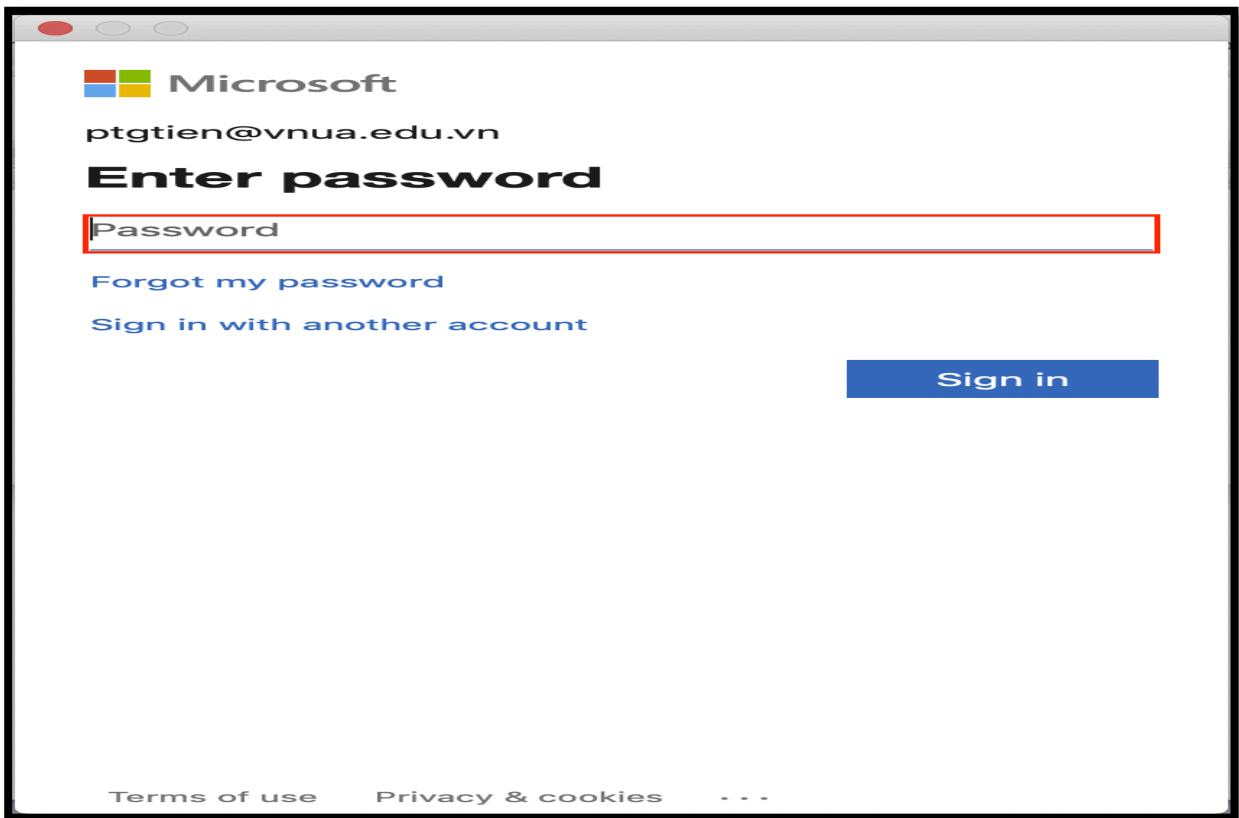 Microsoft
ptgtien@vnua.edu.vn
Enter password
Password
Forgot my password
Sign in with another account
Sign in
Terms of use Privacy & cookies ...